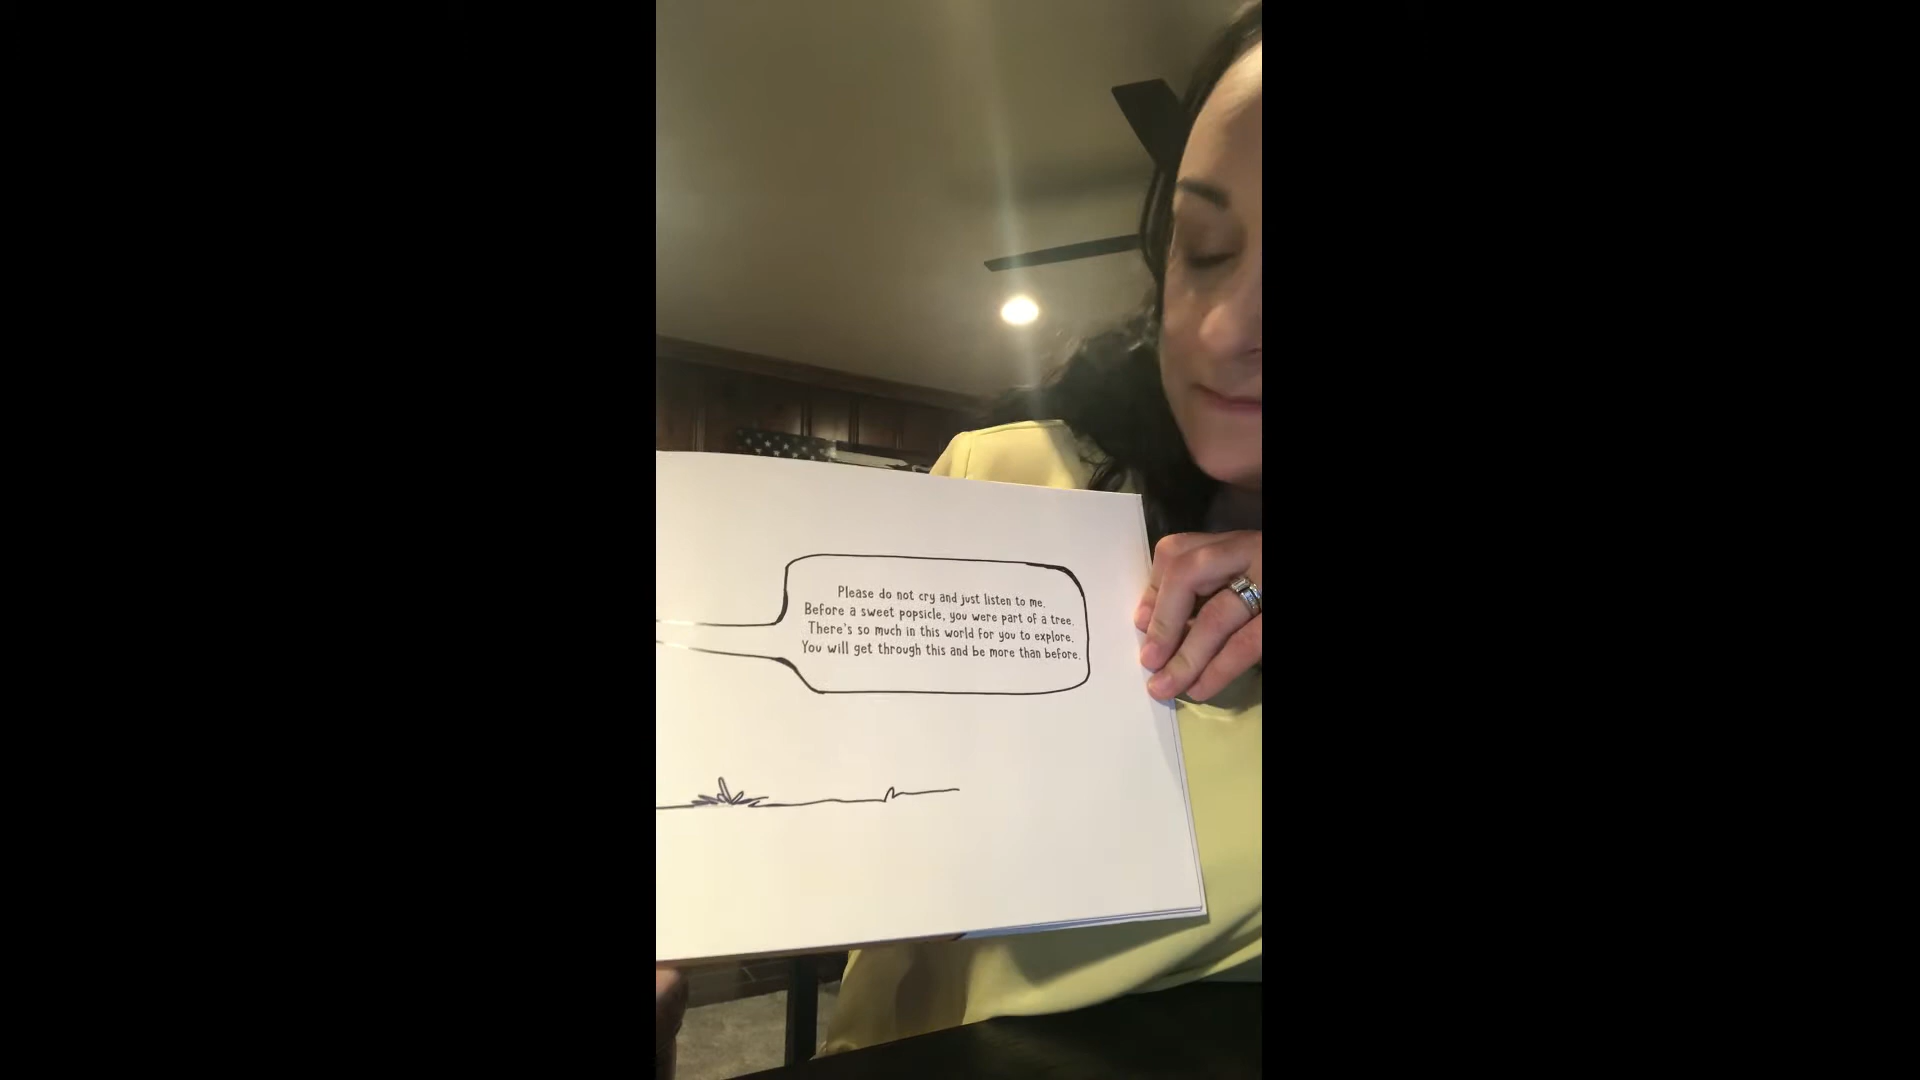 Please do not cry and just listen to me.
Before a sweet popsicle, you were part of a tree.
There's so much in this world for you to explore.
You will get through this and be more than before.